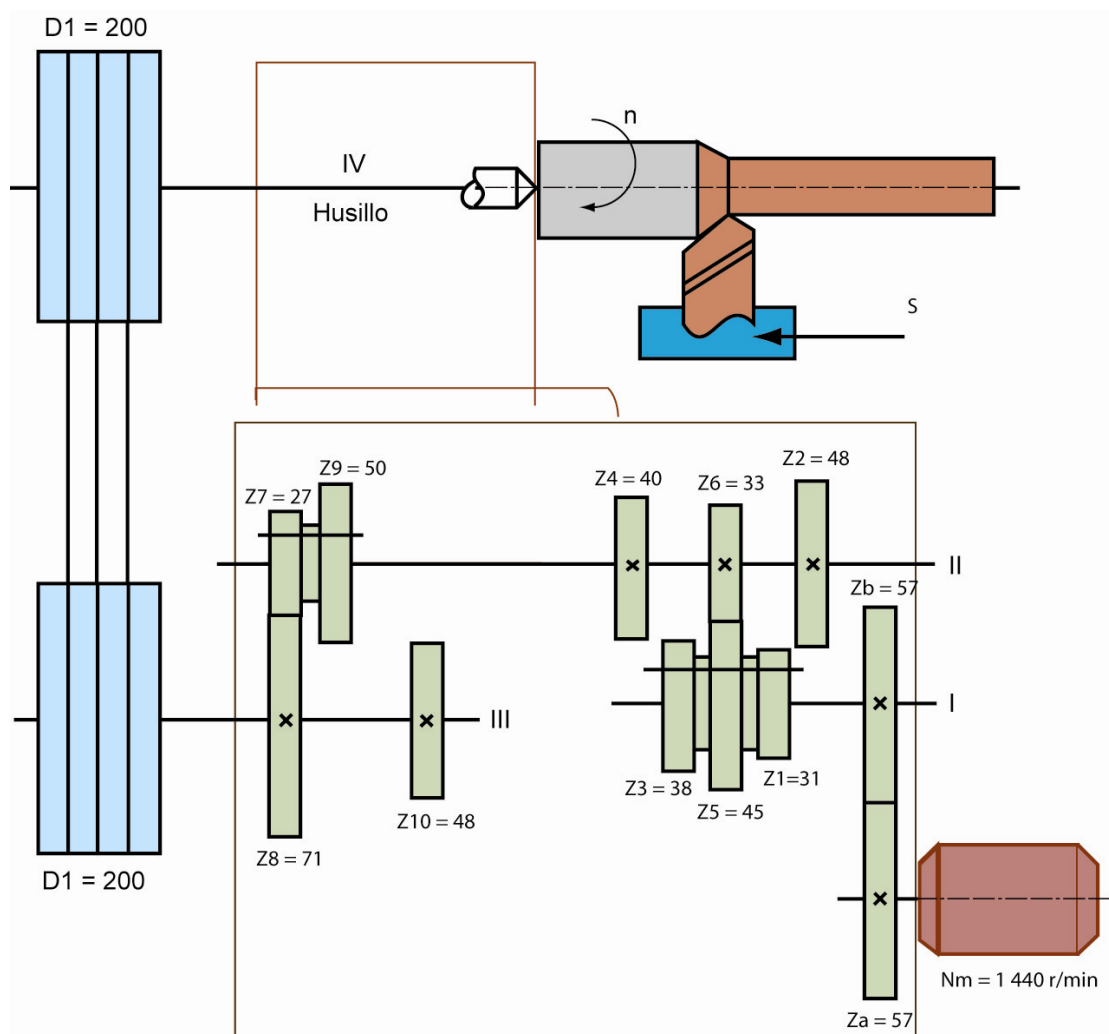 D1 = 200
n
IV
Husillo
S
Z9 = 50
Z7 = 27
Z4 = 40
Z6 = 33
Z2 = 48
II
Zb = 57
I
III
Z3 = 38
Z1=31
Z5 = 45
Z10 = 48
Z8 = 71
D1 = 200
Nm = 1 440 r/min
Za = 57